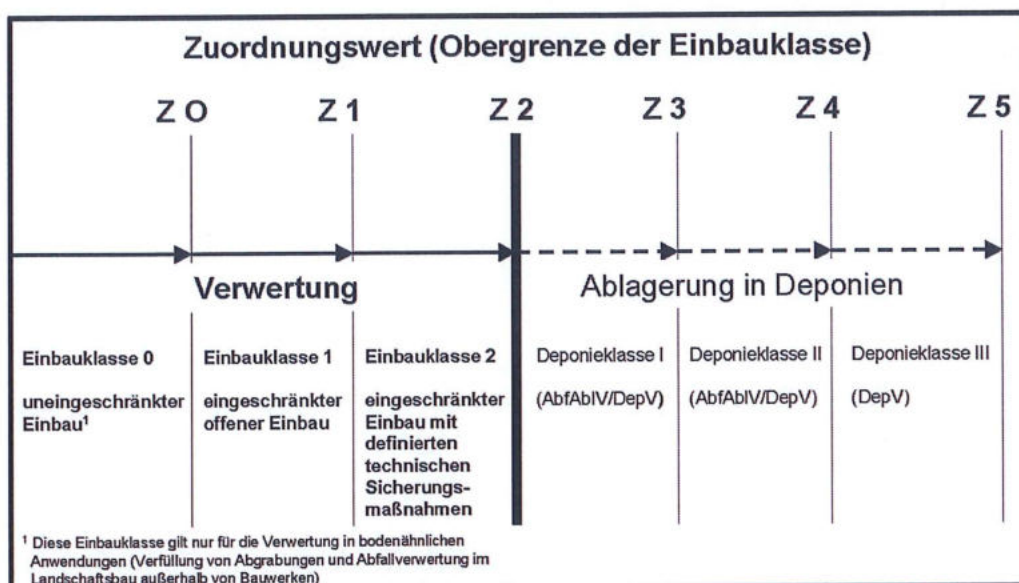 Zuordnungswert (Obergrenze der Einbauklasse)
Z 0 Z 1 Z 2 Z 3 Z 4 Z 5
Verwertung Ablagerung in Deponien
Einbauklasse 0
uneingeschränkter
Einbau¹
Einbauklasse 1
eingeschränkter
offener Einbau
Einbauklasse 2
eingeschränkter
Einbau mit
definierten
technischen
Sicherungs-
maßnahmen
Deponieklasse I
(AbfAblV/DepV)
Deponieklasse II
(AbfAblV/DepV)
Deponieklasse III
(DepV)
¹ Diese Einbauklasse gilt nur für die Verwertung in bodenähnlichen
Anwendungen (Verfüllung von Abgrabungen und Abfallverwertung im
Landschaftsbau außerhalb von Bauwerken)